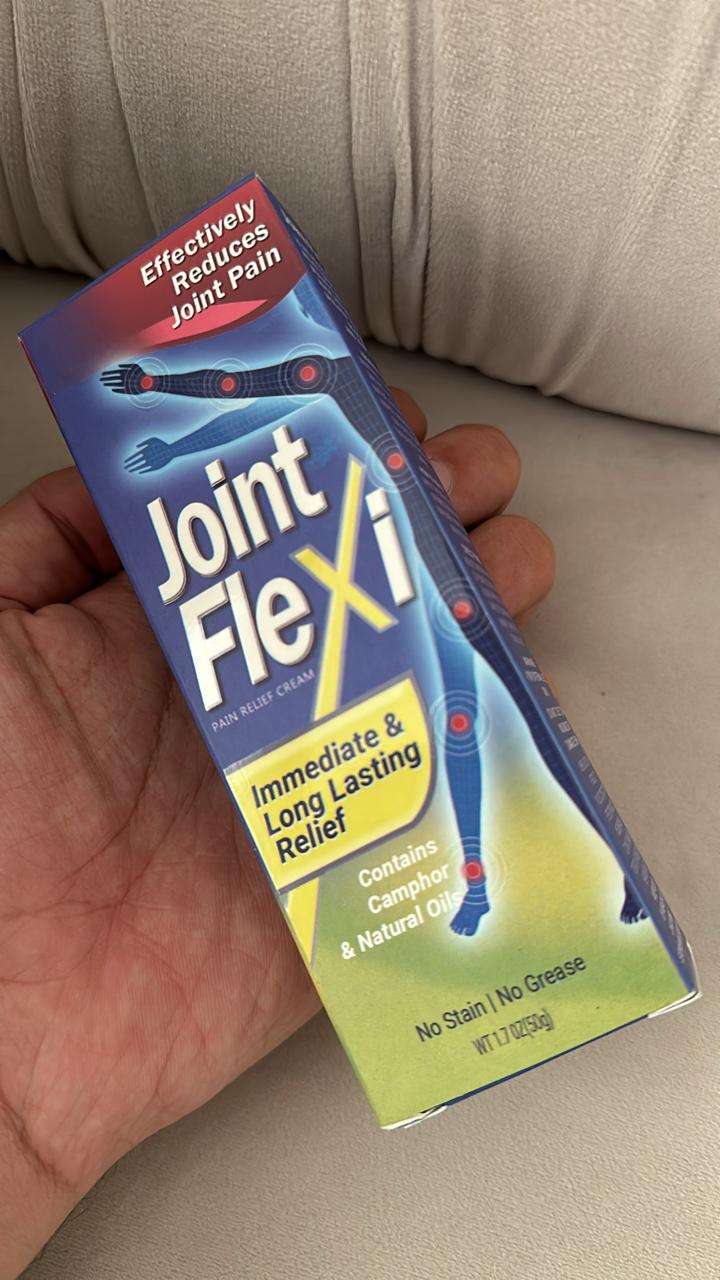 Effectively
Reduces
Joint Pain
Joint
FleXi
PAIN RELIEF CREAM
Immediate &
Long Lasting
Relief
Contains
Camphor
& Natural Oils
No Stain | No Grease
WT 1.7 OZ(50g)